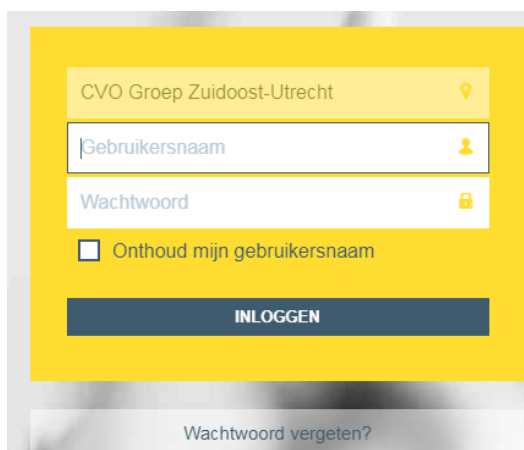 CVO Groep Zuidoost-Utrecht
Gebruikersnaam
Wachtwoord
Onthoud mijn gebruikersnaam
INLOGGEN
Wachtwoord vergeten?